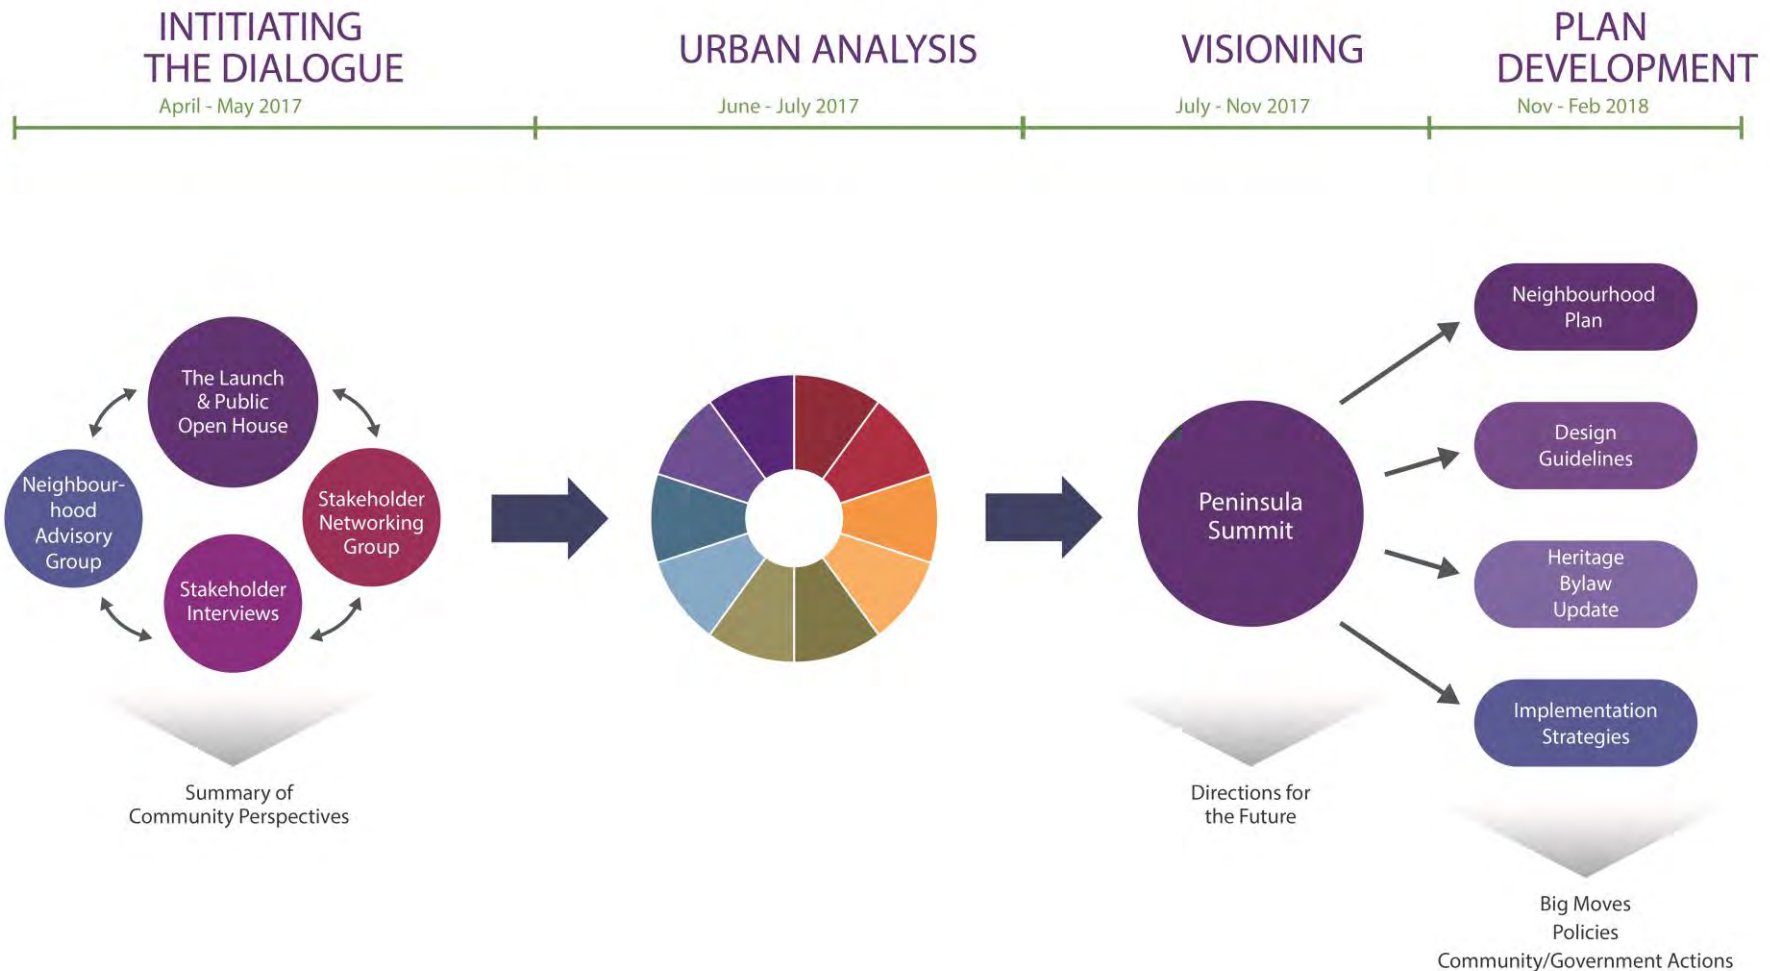 INTITIATING
THE DIALOGUE
April - May 2017
URBAN ANALYSIS
June - July 2017
VISIONING
July - Nov 2017
PLAN
DEVELOPMENT
Nov - Feb 2018
The Launch
& Public
Open House
Neighbour-
hood
Advisory
Group
Stakeholder
Networking
Group
Stakeholder
Interviews
Summary of
Community Perspectives
Peninsula
Summit
Directions for
the Future
Neighbourhood
Plan
Design
Guidelines
Heritage
Bylaw
Update
Implementation
Strategies
Big Moves
Policies
Community/Government Actions